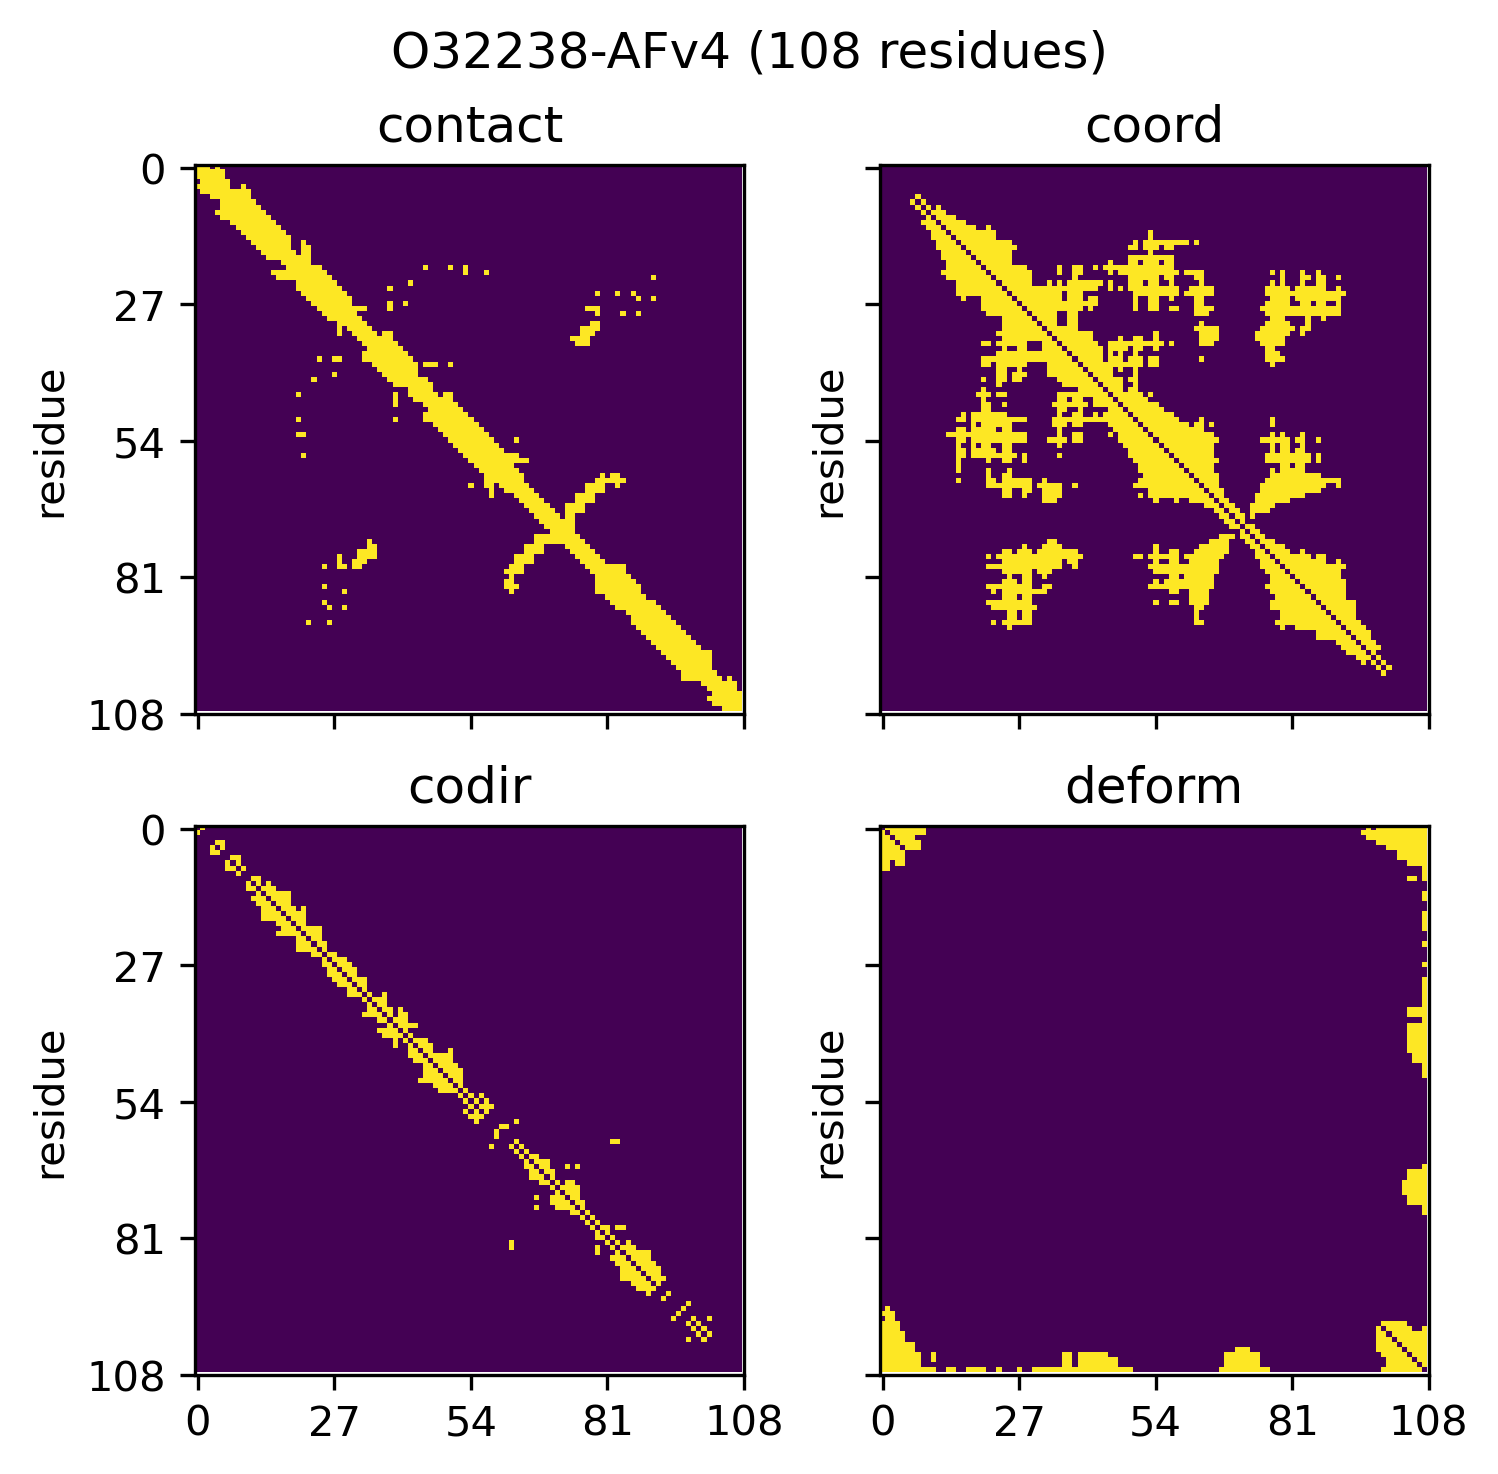 O32238-AFv4 (108 residues)
contact
coord
0
27
54
81
108
residue
residue
codir
deform
0
27
54
81
108
residue
residue
0 27 54 81 108
0 27 54 81 108